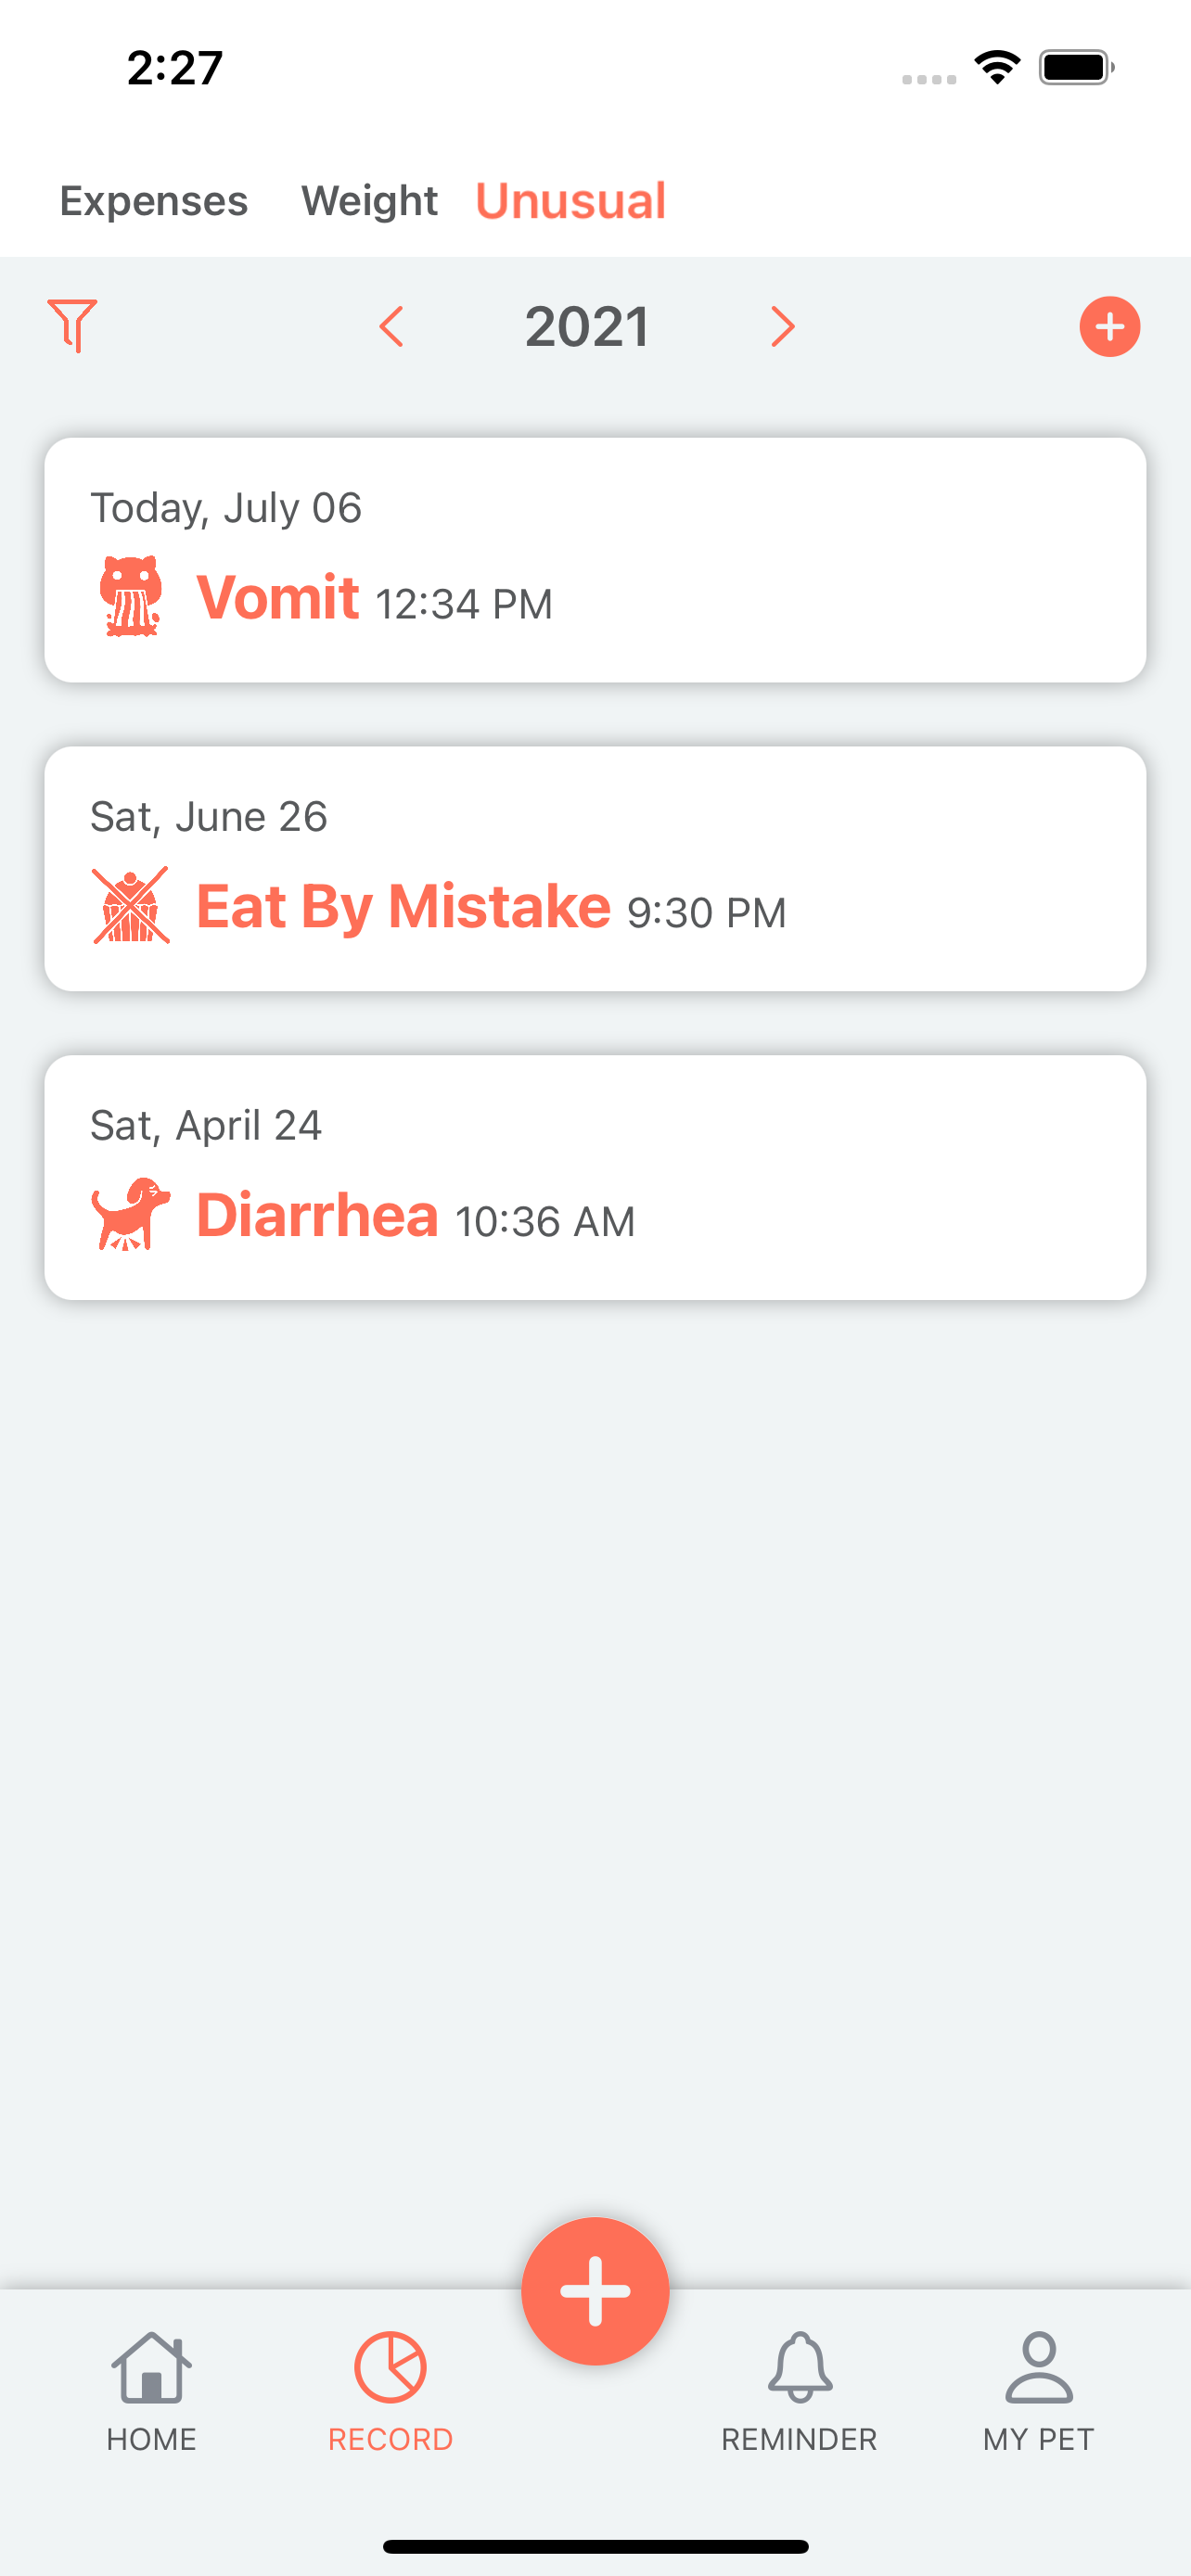 2:27
Expenses Weight Unusual
2021
Today, July 06
Vomit 12:34 PM
Sat, June 26
Eat By Mistake 9:30 PM
Sat, April 24
Diarrhea 10:36 AM
HOME RECORD REMINDER MY PET